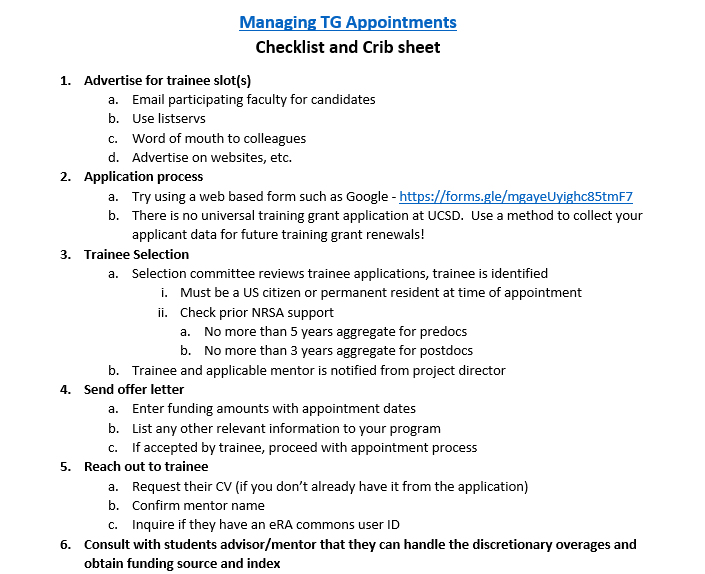 Managing TG Appointments
Checklist and Crib sheet
1. Advertise for trainee slot(s)
a. Email participating faculty for candidates
b. Use listservs
c. Word of mouth to colleagues
d. Advertise on websites, etc.
2. Application process
a. Try using a web based form such as Google - https://forms.gle/mgayeUyighc85tmF7
b. There is no universal training grant application at UCSD. Use a method to collect your
applicant data for future training grant renewals!
3. Trainee Selection
a. Selection committee reviews trainee applications, trainee is identified
i. Must be a US citizen or permanent resident at time of appointment
ii. Check prior NRSA support
a. No more than 5 years aggregate for predocs
b. No more than 3 years aggregate for postdocs
b. Trainee and applicable mentor is notified from project director
4. Send offer letter
a. Enter funding amounts with appointment dates
b. List any other relevant information to your program
c. If accepted by trainee, proceed with appointment process
5. Reach out to trainee
a. Request their CV (if you don't already have it from the application)
b. Confirm mentor name
c. Inquire if they have an eRA commons user ID
6. Consult with students advisor/mentor that they can handle the discretionary overages and
obtain funding source and index